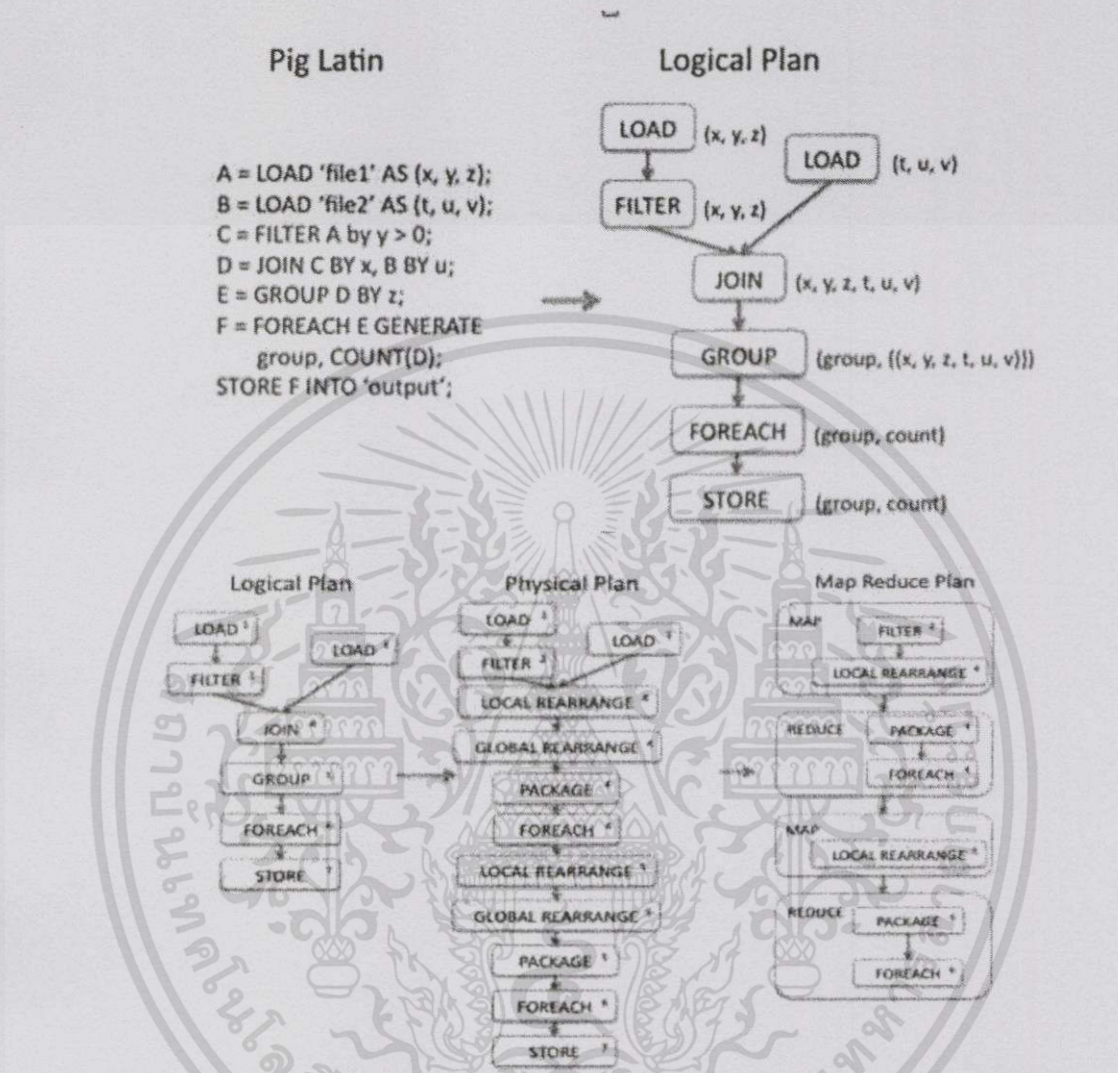 Pig Latin
A = LOAD 'file1' AS (x, y, z);
B = LOAD 'file2' AS (t, u, v);
C = FILTER A by y > 0;
D = JOIN C BY x, B BY u;
E = GROUP D BY z;
F = FOREACH E GENERATE
group, COUNT(D);
STORE F INTO 'output';
Logical Plan
LOAD (x, y, z)
LOAD (t, u, v)
FILTER (x, y, z)
JOIN (x, y, z, t, u, v)
GROUP (group, {(x, y, z, t, u, v)})
FOREACH (group, count)
STORE (group, count)
Logical Plan
LOAD
LOAD
FILTER
JOIN
GROUP
FOREACH
STORE
Physical Plan
LOAD
LOAD
FILTER
LOCAL REARRANGE
GLOBAL REARRANGE
PACKAGE
FOREACH
LOCAL REARRANGE
GLOBAL REARRANGE
PACKAGE
FOREACH
STORE
Map Reduce Plan
MAP
FILTER
LOCAL REARRANGE
REDUCE
PACKAGE
FOREACH
MAP
LOCAL REARRANGE
REDUCE
PACKAGE
FOREACH